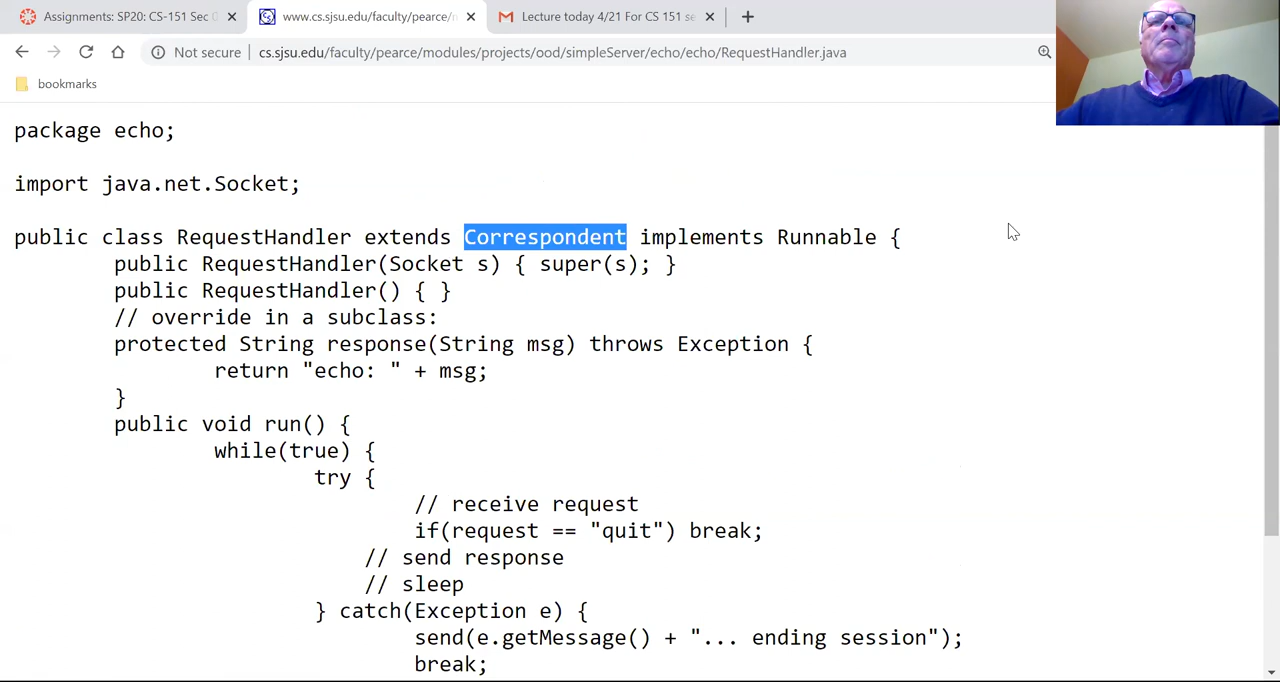 Assignments: SP20: CS-151 Sec
www.cs.sjsu.edu/faculty/pearce/
Lecture today 4/21 For CS 151 se
Not secure | cs.sjsu.edu/faculty/pearce/modules/projects/ood/simpleServer/echo/echo/RequestHandler.java
bookmarks
package echo;
import java.net.Socket;
public class RequestHandler extends Correspondent implements Runnable {
public RequestHandler(Socket s) { super(s); }
public RequestHandler() { }
// override in a subclass:
protected String response(String msg) throws Exception {
return "echo: " + msg;
}
public void run() {
while(true) {
try {
// receive request
if(request == "quit") break;
// send response
// sleep
} catch(Exception e) {
send(e.getMessage() + "... ending session");
break;